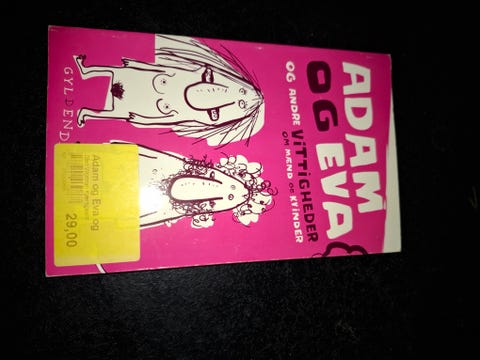 ADAM
OG EVA
OG ANDRE VITTIGHEDER
OM MÆND OG KVINDER
GYLDENDAL
Adam og Eva og
29,00